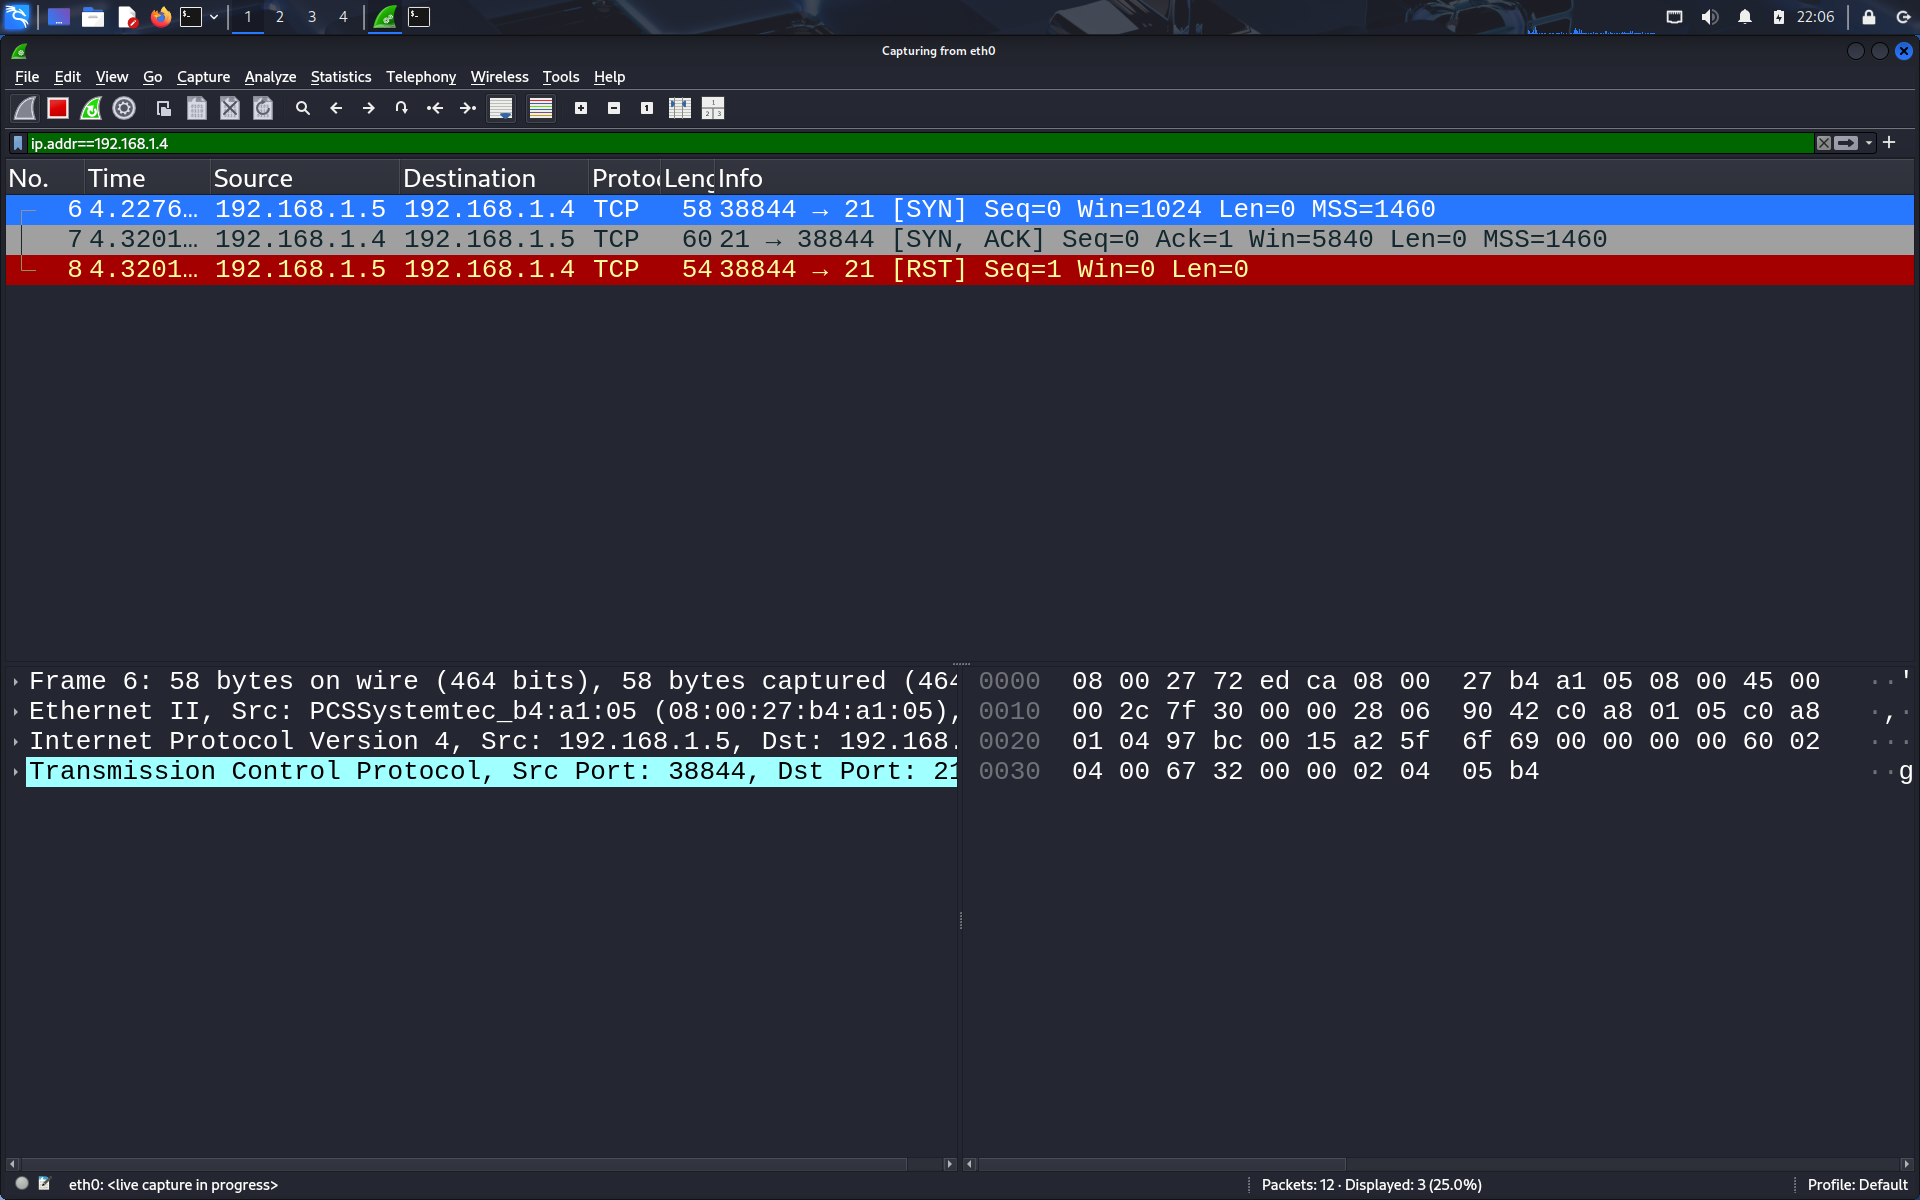 1 2 3 4 22:06
Capturing from eth0
File Edit View Go Capture Analyze Statistics Telephony Wireless Tools Help
ip.addr==192.168.1.4
No. Time Source Destination Proto Leng Info
6 4.2276… 192.168.1.5 192.168.1.4 TCP 58 38844 → 21 [SYN] Seq=0 Win=1024 Len=0 MSS=1460
7 4.3201… 192.168.1.4 192.168.1.5 TCP 60 21 → 38844 [SYN, ACK] Seq=0 Ack=1 Win=5840 Len=0 MSS=1460
8 4.3201… 192.168.1.5 192.168.1.4 TCP 54 38844 → 21 [RST] Seq=1 Win=0 Len=0
Frame 6: 58 bytes on wire (464 bits), 58 bytes captured (464
Ethernet II, Src: PCSSystemtec_b4:a1:05 (08:00:27:b4:a1:05),
Internet Protocol Version 4, Src: 192.168.1.5, Dst: 192.168.
Transmission Control Protocol, Src Port: 38844, Dst Port: 21
0000 08 00 27 72 ed ca 08 00 27 b4 a1 05 08 00 45 00 ··'
0010 00 2c 7f 30 00 00 28 06 90 42 c0 a8 01 05 c0 a8 ·,·
0020 01 04 97 bc 00 15 a2 5f 6f 69 00 00 00 00 60 02 ···
0030 04 00 67 32 00 00 02 04 05 b4 ··g
eth0: <live capture in progress> Packets: 12 · Displayed: 3 (25.0%) Profile: Default